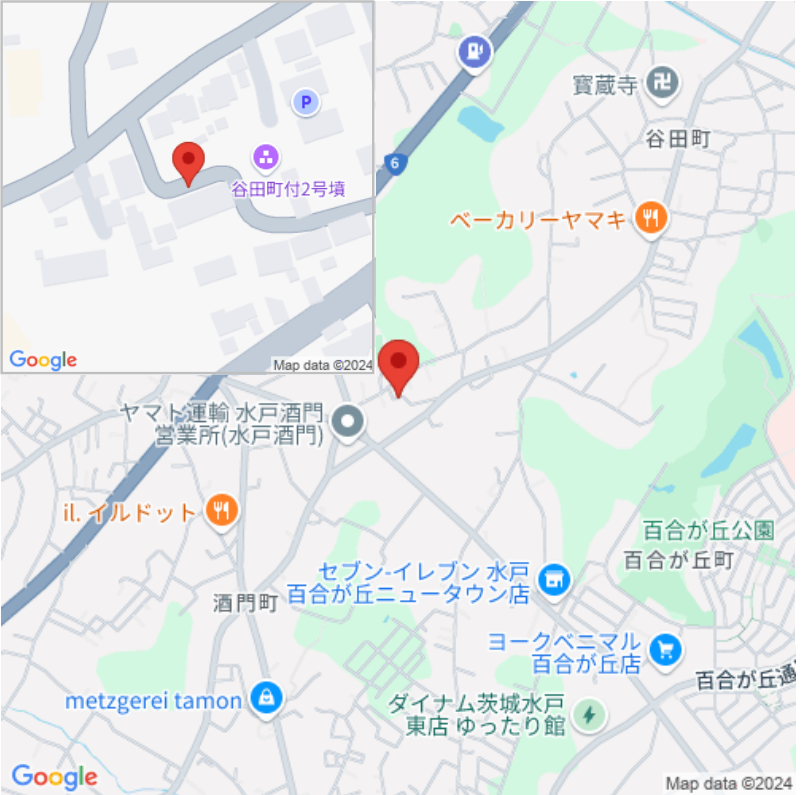 P
谷田町付2号墳
Google
Map data ©2024
6
寶蔵寺
卍
谷田町
ベーカリーヤマキ
ヤマト運輸 水戸酒門
営業所(水戸酒門)
il. イルドット
百合が丘公園
百合が丘町
セブン-イレブン 水戸
百合が丘ニュータウン店
酒門町
ヨークベニマル
百合が丘店
百合が丘通
metzgerei tamon
ダイナム茨城水戸
東店 ゆったり館
Google
Map data ©2024